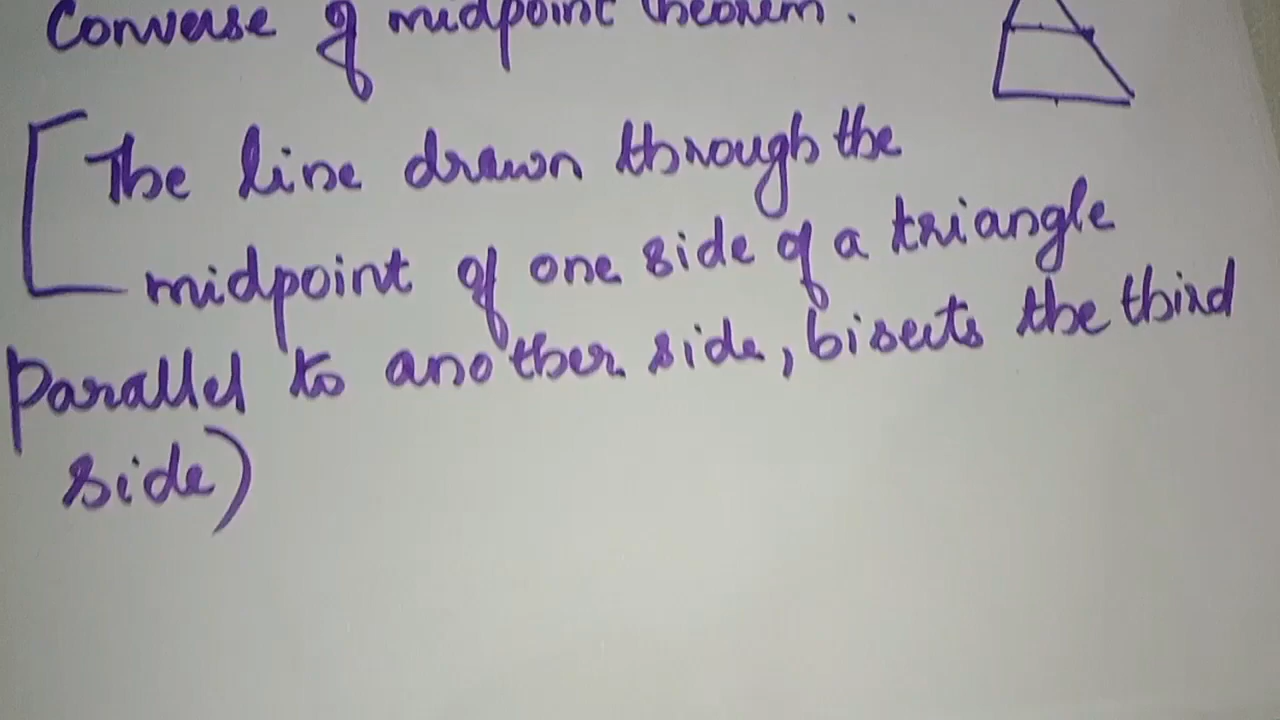 Converse of midpoint theorem.
[The line drawn through the
midpoint of one side of a triangle
parallel to another side, bisects the third
side)